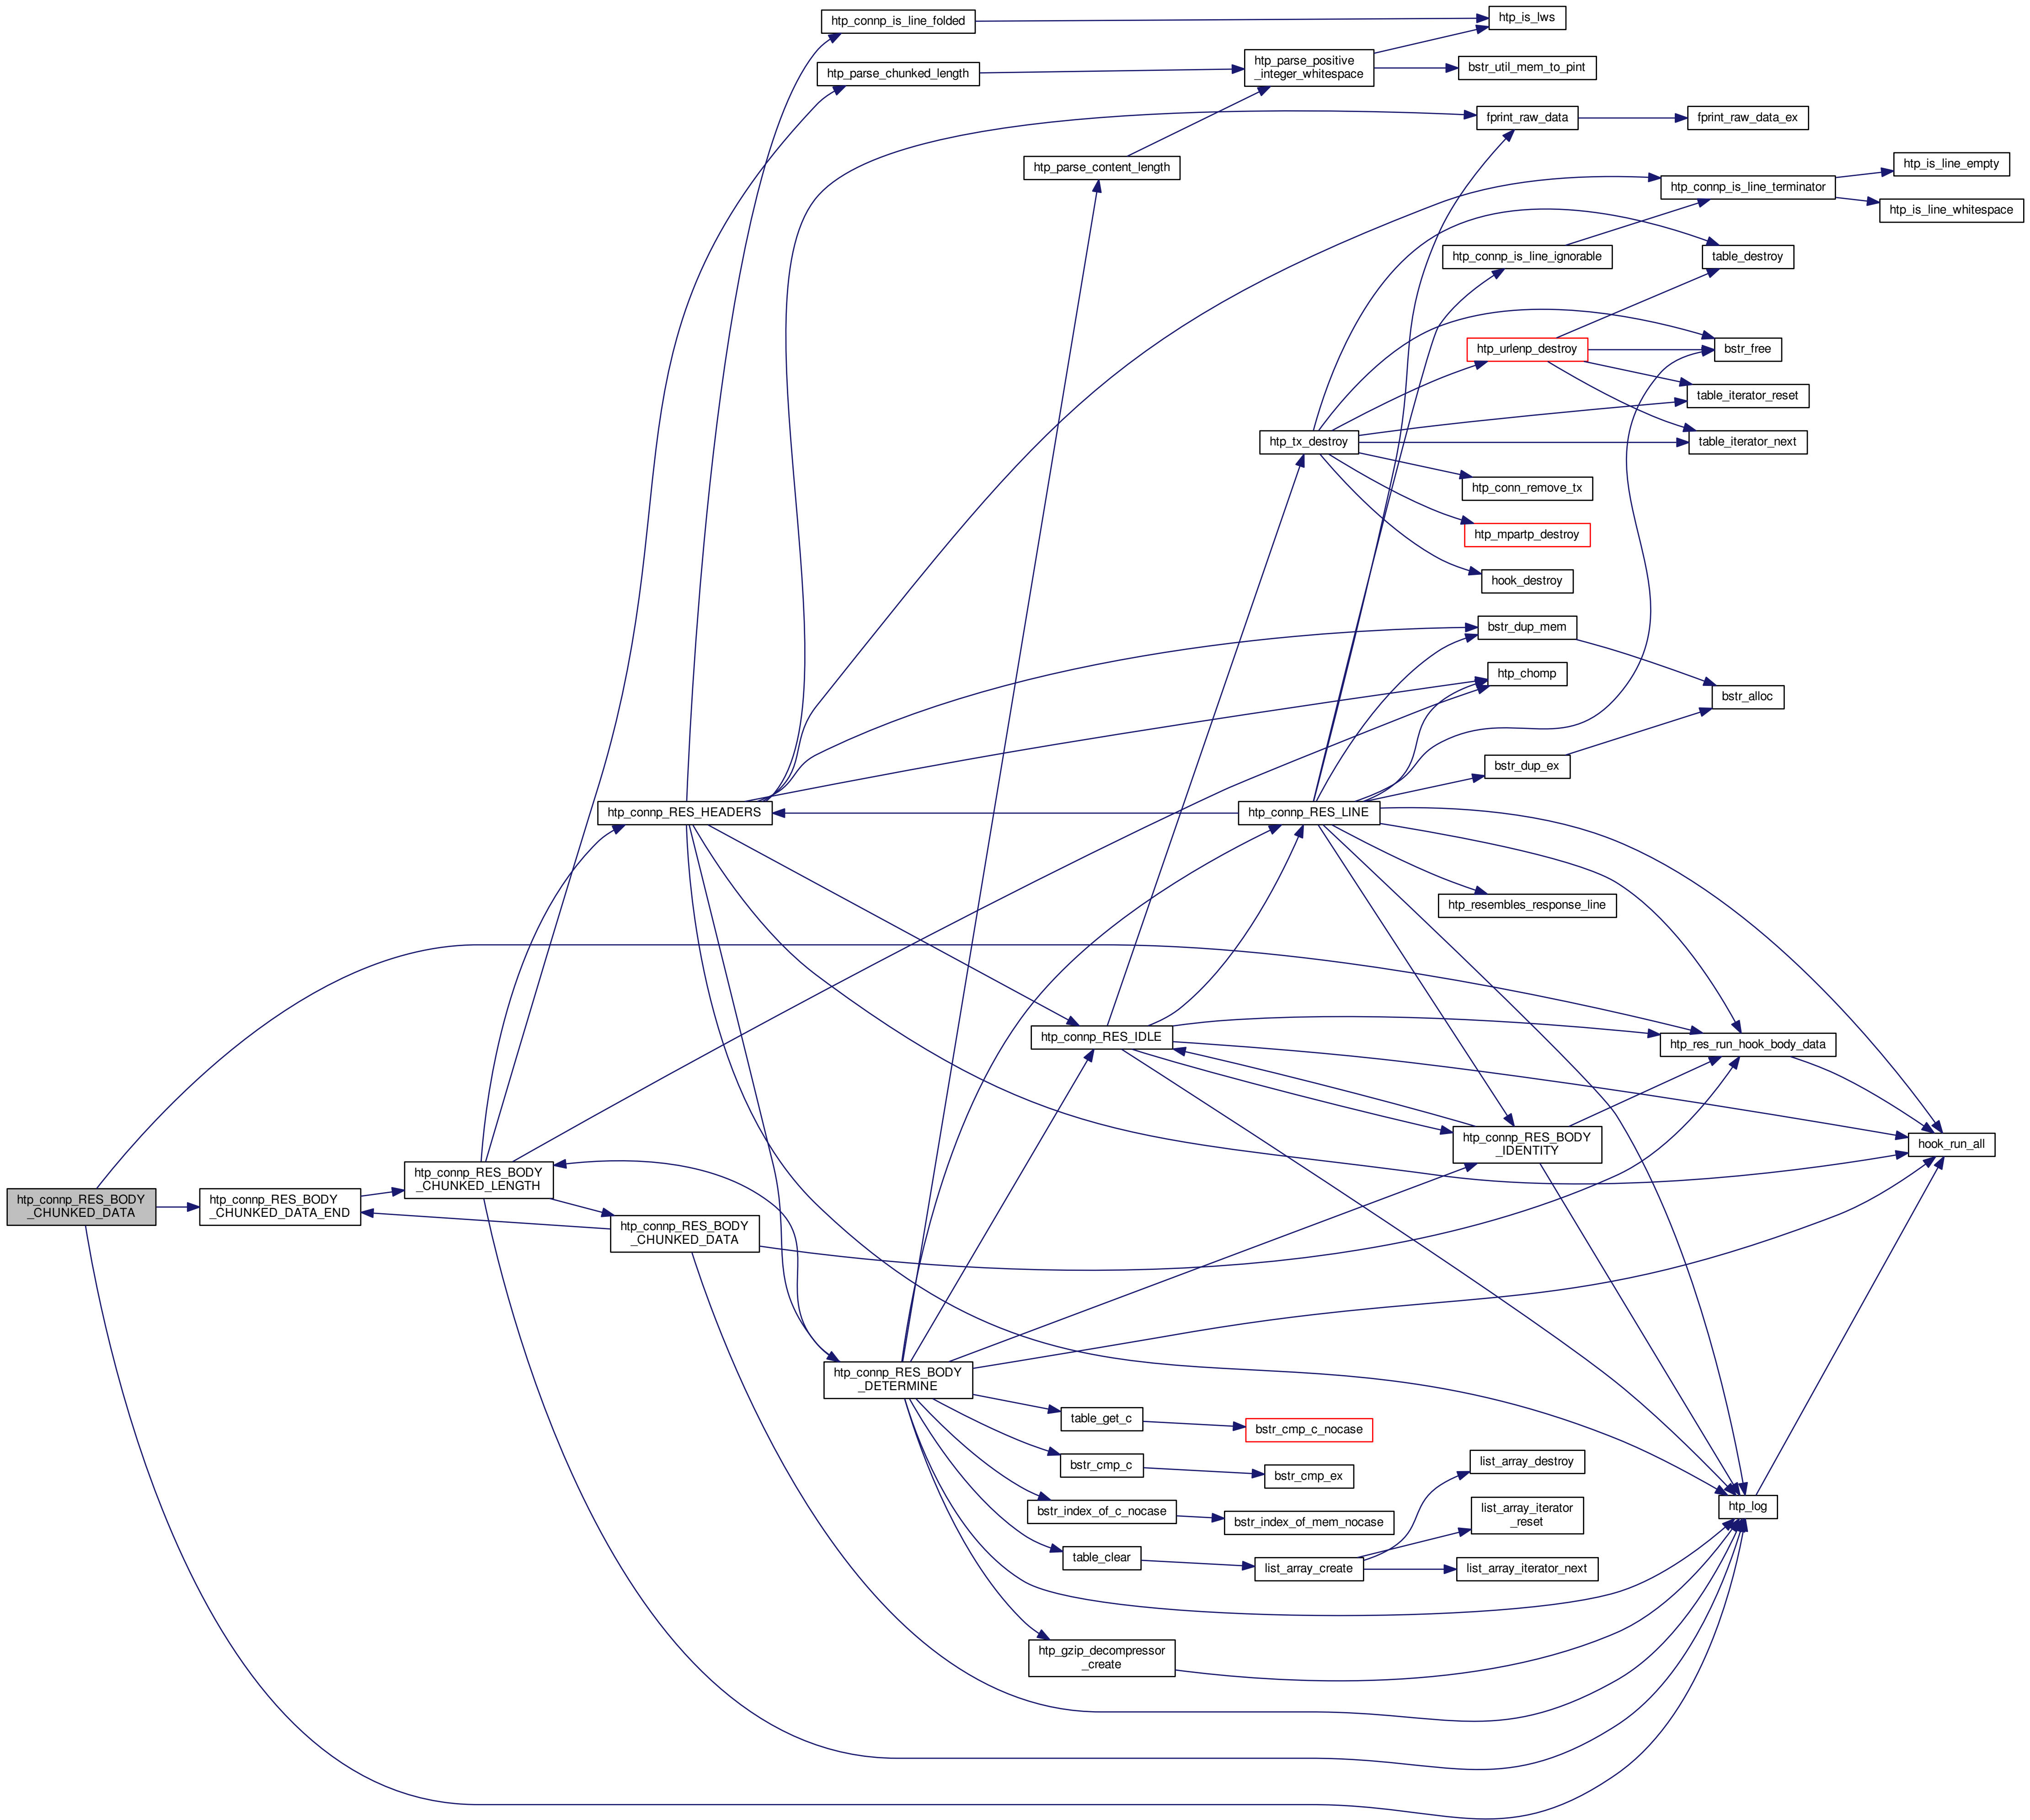 htp_connp_is_line_folded
htp_is_lws
htp_parse_chunked_length
htp_parse_positive
_integer_whitespace
bstr_util_mem_to_pint
fprint_raw_data
fprint_raw_data_ex
htp_parse_content_length
htp_is_line_empty
htp_connp_is_line_terminator
htp_is_line_whitespace
htp_connp_is_line_ignorable
table_destroy
htp_urlenp_destroy
bstr_free
table_iterator_reset
htp_tx_destroy
table_iterator_next
htp_conn_remove_tx
htp_mpartp_destroy
hook_destroy
bstr_dup_mem
htp_chomp
bstr_alloc
bstr_dup_ex
htp_connp_RES_HEADERS
htp_connp_RES_LINE
htp_resembles_response_line
htp_connp_RES_IDLE
htp_res_run_hook_body_data
htp_connp_RES_BODY
_IDENTITY
hook_run_all
htp_connp_RES_BODY
_CHUNKED_DATA
htp_connp_RES_BODY
_CHUNKED_DATA_END
htp_connp_RES_BODY
_CHUNKED_LENGTH
htp_connp_RES_BODY
_CHUNKED_DATA
htp_connp_RES_BODY
_DETERMINE
table_get_c
bstr_cmp_c_nocase
bstr_cmp_c
bstr_cmp_ex
list_array_destroy
bstr_index_of_c_nocase
bstr_index_of_mem_nocase
list_array_iterator
_reset
htp_log
table_clear
list_array_create
list_array_iterator_next
htp_gzip_decompressor
_create